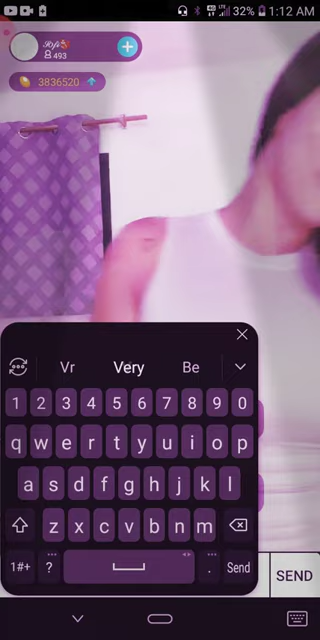 32% 1:12 AM
Sofi
493
3836520
Vr Very Be
1 2 3 4 5 6 7 8 9 0
q w e r t y u i o p
a s d f g h j k l
z x c v b n m
1#+ ? . Send
SEND